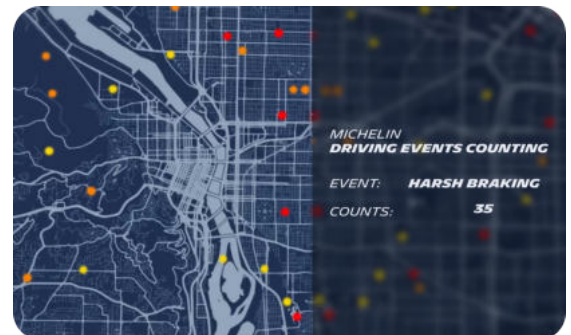 MICHELIN
DRIVING EVENTS COUNTING
EVENT: HARSH BRAKING
COUNTS: 35